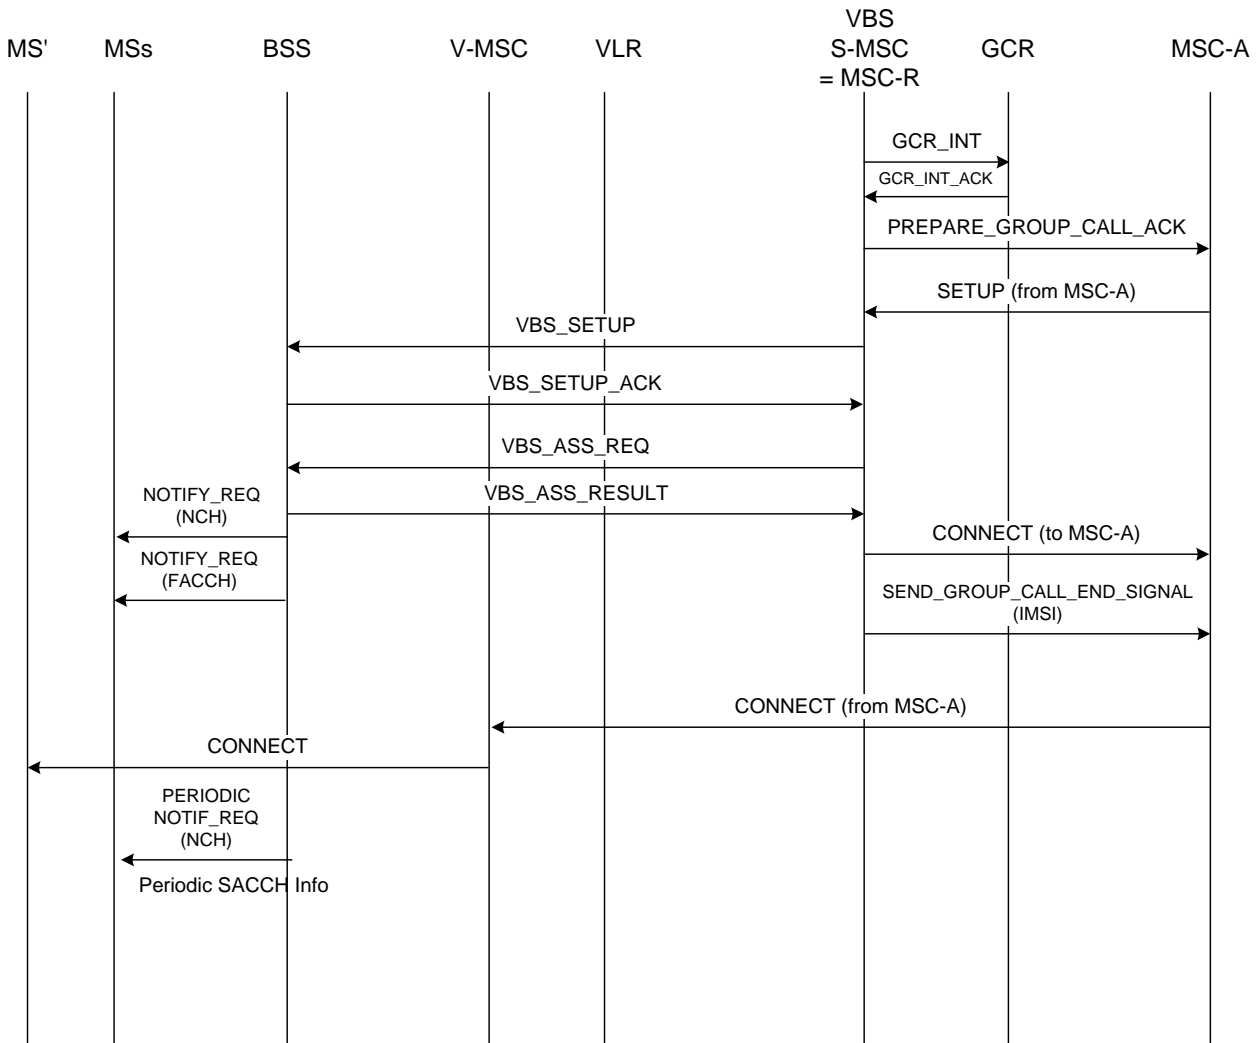 MS'
MSs
BSS
V-MSC
VLR
VBS
S-MSC
= MSC-R
GCR
MSC-A
GCR_INT
GCR_INT_ACK
PREPARE_GROUP_CALL_ACK
SETUP (from MSC-A)
VBS_SETUP
VBS_SETUP_ACK
VBS_ASS_REQ
NOTIFY_REQ
(NCH)
VBS_ASS_RESULT
CONNECT (to MSC-A)
NOTIFY_REQ
(FACCH)
SEND_GROUP_CALL_END_SIGNAL
(IMSI)
CONNECT (from MSC-A)
CONNECT
PERIODIC
NOTIF_REQ
(NCH)
Periodic SACCH Info